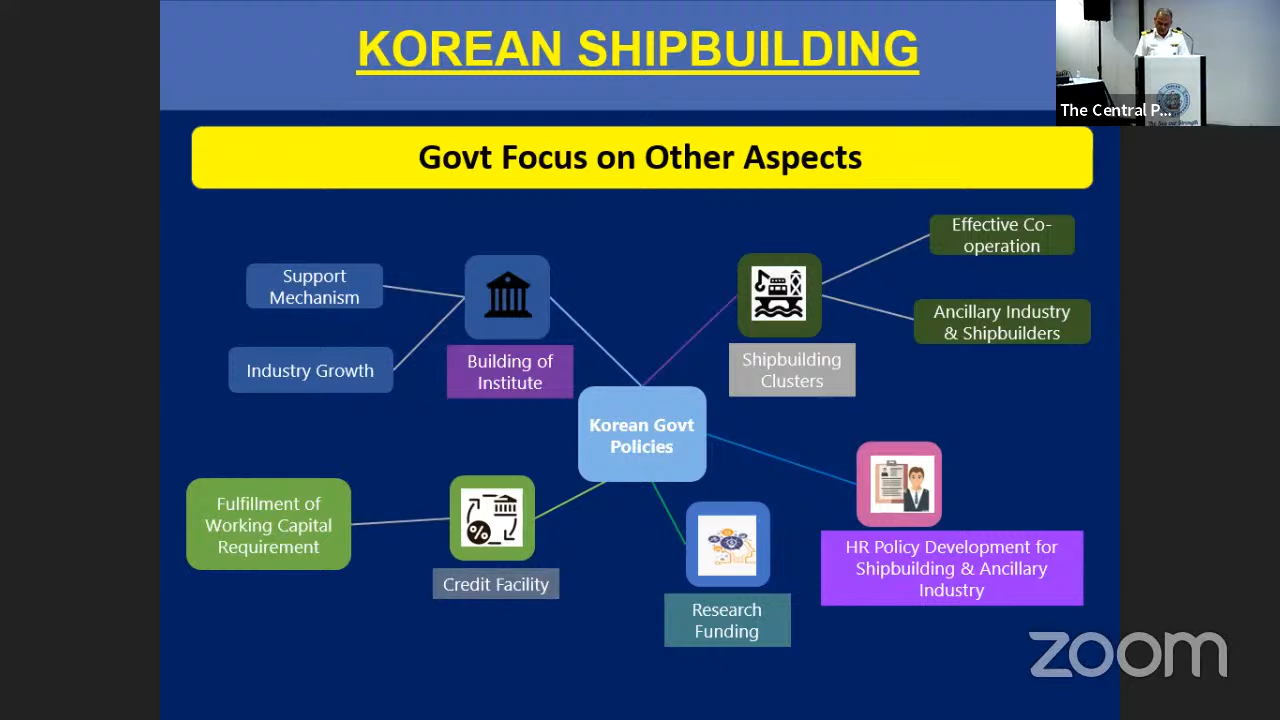 KOREAN SHIPBUILDING
The Central P...
Govt Focus on Other Aspects
Effective Co-
operation
Support
Mechanism
Ancillary Industry
& Shipbuilders
Industry Growth
Building of
Institute
Shipbuilding
Clusters
Korean Govt
Policies
Fulfillment of
Working Capital
Requirement
Credit Facility
HR Policy Development for
Shipbuilding & Ancillary
Industry
Research
Funding
zoom